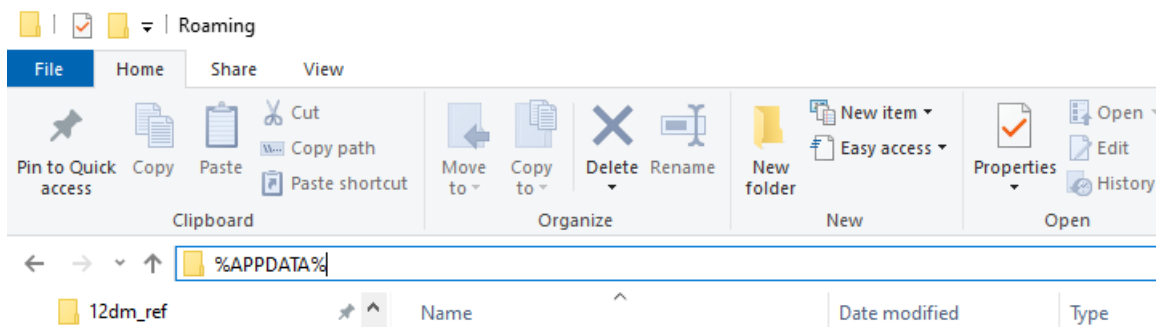 Roaming
File Home Share View
Pin to Quick access
Copy
Paste
Cut
Copy path
Paste shortcut
Clipboard
Move to
Copy to
Delete
Rename
Organize
New folder
New item
Easy access
New
Properties
Open
Edit
History
Open
%APPDATA%
12dm_ref
Name Date modified Type